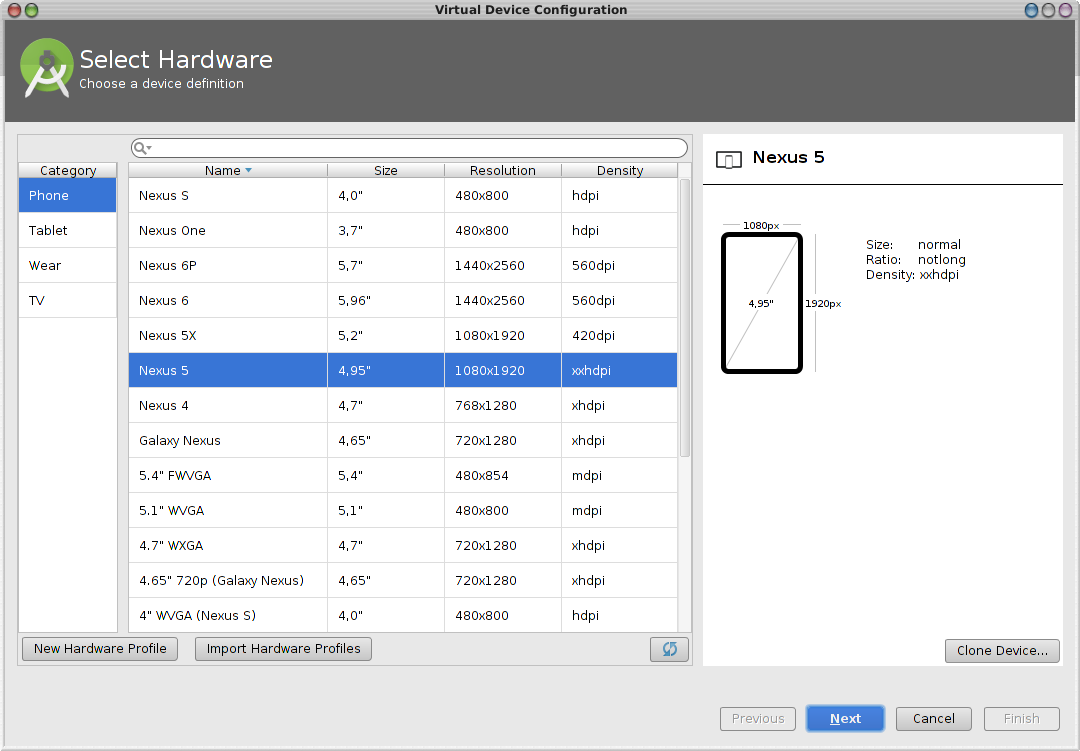 Virtual Device Configuration
Select Hardware
Choose a device definition
Category
Phone
Tablet
Wear
TV
Name Size Resolution Density
Nexus S 4,0" 480x800 hdpi
Nexus One 3,7" 480x800 hdpi
Nexus 6P 5,7" 1440x2560 560dpi
Nexus 6 5,96" 1440x2560 560dpi
Nexus 5X 5,2" 1080x1920 420dpi
Nexus 5 4,95" 1080x1920 xxhdpi
Nexus 4 4,7" 768x1280 xhdpi
Galaxy Nexus 4,65" 720x1280 xhdpi
5.4" FWVGA 5,4" 480x854 mdpi
5.1" WVGA 5,1" 480x800 mdpi
4.7" WXGA 4,7" 720x1280 xhdpi
4.65" 720p (Galaxy Nexus) 4,65" 720x1280 xhdpi
4" WVGA (Nexus S) 4,0" 480x800 hdpi
New Hardware Profile Import Hardware Profiles
Nexus 5
1080px
4,95"
1920px
Size: normal
Ratio: notlong
Density: xxhdpi
Clone Device...
Previous Next Cancel Finish